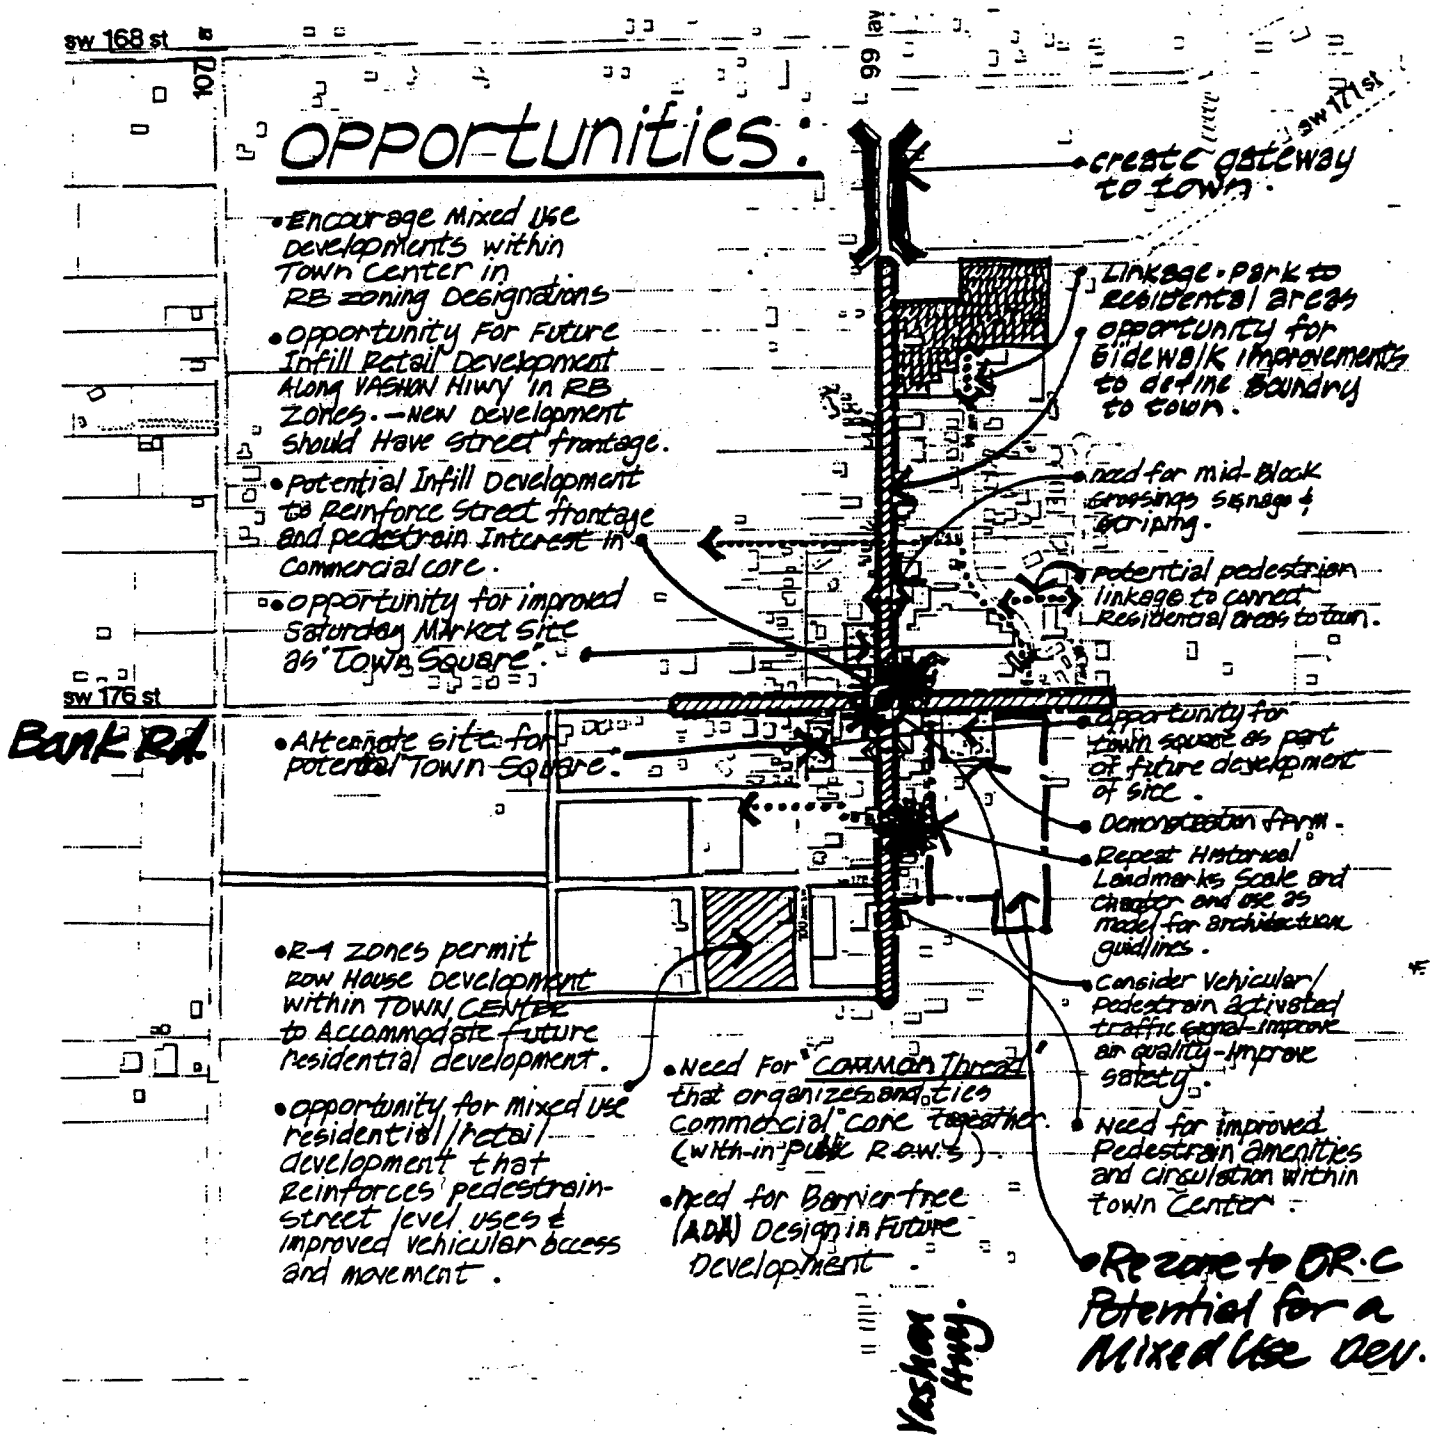 sw 168 st
107
99 av
sw 171 st
opportunities:
• Encourage Mixed Use
Developments within
Town Center in
RB zoning Designations
• opportunity For Future
Infill Retail Development
Along VASHON HIWY in RB
Zones. — New Development
should Have Street frontage.
• Potential Infill Development
to Reinforce Street frontage
and pedestrain Interest in
Commercial core.
• opportunity for improved
Saturday Market Site
as "Town Square".
sw 176 st
Bank Rd.
• Alternate site for
potential Town Square.
• R-4 zones permit
Row House Development
within TOWN CENTER
to Accommodate future
residential development.
• opportunity for mixed use
residential/retail
development that
Reinforces pedestrain-
street level uses &
improved vehicular access
and movement.
• Need For "Common Thread"
that organizes and ties
Commercial core together.
(with-in Public R.O.W.'s)
• need for Barrier free
(ADA) Design in Future
Development.
• create gateway
to town.
• Linkage • Park to
Residental areas
• opportunity for
Sidewalk improvements
to define Boundry
to town.
• need for mid-Block
Crossings signage &
Striping.
• potential pedestrian
linkage to connect
Residential areas to town.
• opportunity for
town square as part
of future development
of site.
• Demonstration farm.
• Repeat Historical
Landmarks Scale and
chapter and use as
model for architecture
guidlines.
• Consider Vehicular/
Pedestrain activated
traffic signal-improve
air quality-Improve
safety.
• Need for improved
Pedestrain amenities
and circulation within
Town Center.
• Rezone to OR.C
Potential for a
Mixed Use Dev.
Vashon
Hwy.